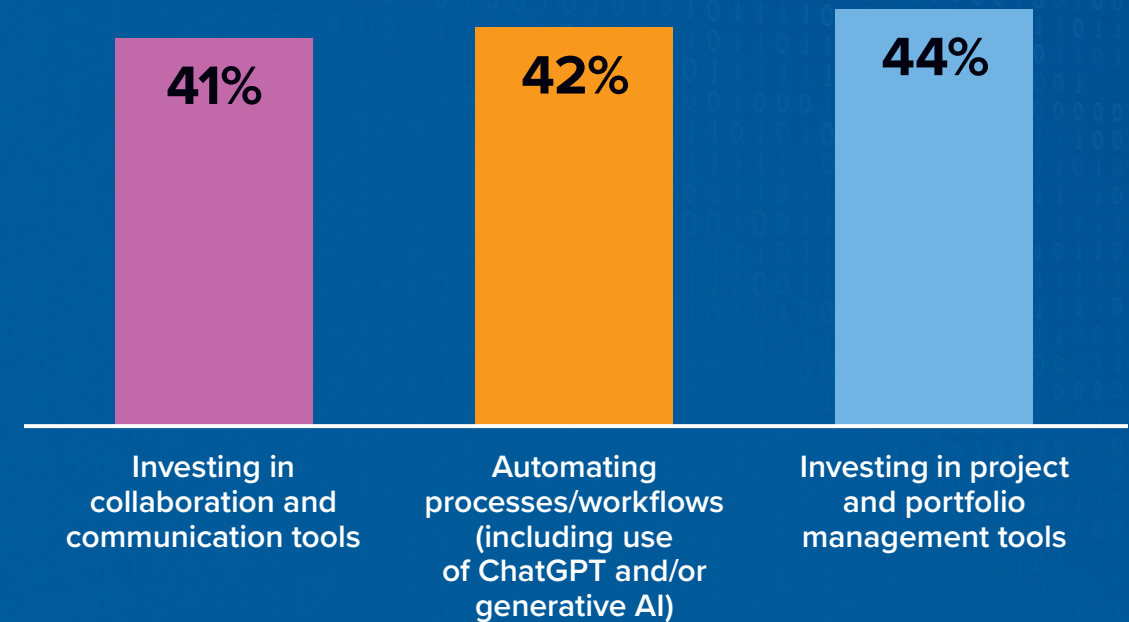 41%
42%
44%
Investing in
collaboration and
communication tools
Automating
processes/workflows
(including use
of ChatGPT and/or
generative AI)
Investing in project
and portfolio
management tools